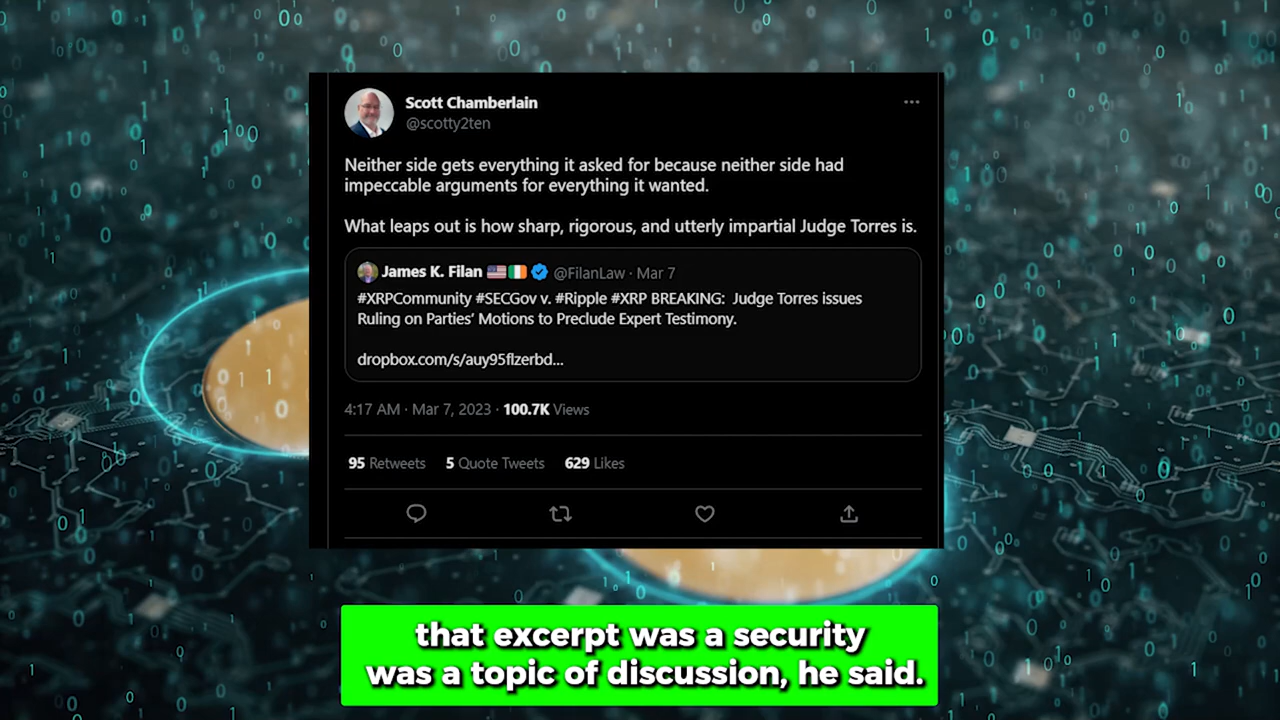 Scott Chamberlain
@scotty2ten
Neither side gets everything it asked for because neither side had
impeccable arguments for everything it wanted.
What leaps out is how sharp, rigorous, and utterly impartial Judge Torres is.
James K. Filan @FilanLaw · Mar 7
#XRPCommunity #SECGov v. #Ripple #XRP BREAKING: Judge Torres issues
Ruling on Parties' Motions to Preclude Expert Testimony.
dropbox.com/s/auy95flzerbd...
4:17 AM · Mar 7, 2023 · 100.7K Views
95 Retweets 5 Quote Tweets 629 Likes
that excerpt was a security
was a topic of discussion, he said.